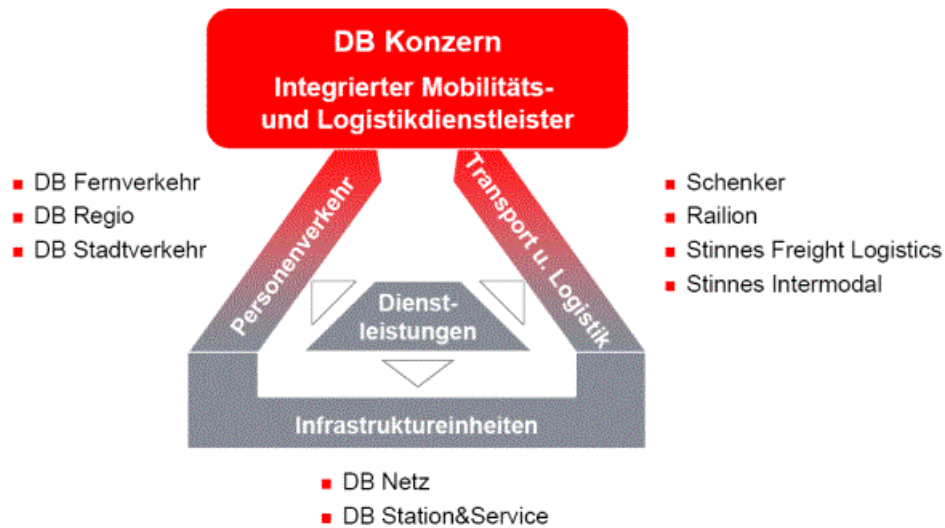 DB Konzern
Integrierter Mobilitäts-
und Logistikdienstleister
DB Fernverkehr
DB Regio
DB Stadtverkehr
Personenverkehr
Transport u. Logistik
Schenker
Railion
Stinnes Freight Logistics
Stinnes Intermodal
Dienst-
leistungen
Infrastruktureinheiten
DB Netz
DB Station&Service